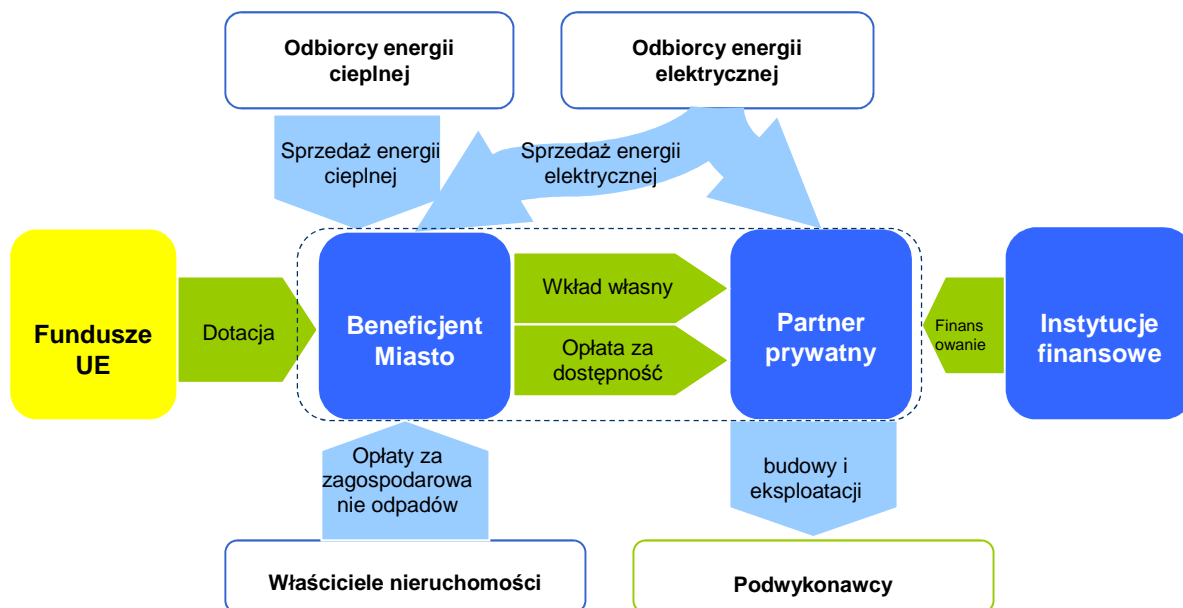 Odbiorcy energii
cieplnej
Odbiorcy energii
elektrycznej
Sprzedaż energii
cieplnej
Sprzedaż energii
elektrycznej
Fundusze
UE
Dotacja
Beneficjent
Miasto
Wkład własny
Opłata za
dostępność
Partner
prywatny
Finans
owanie
Instytucje
finansowe
Opłaty za
zagospodarowa
nie odpadów
budowy i
eksploatacji
Właściciele nieruchomości
Podwykonawcy